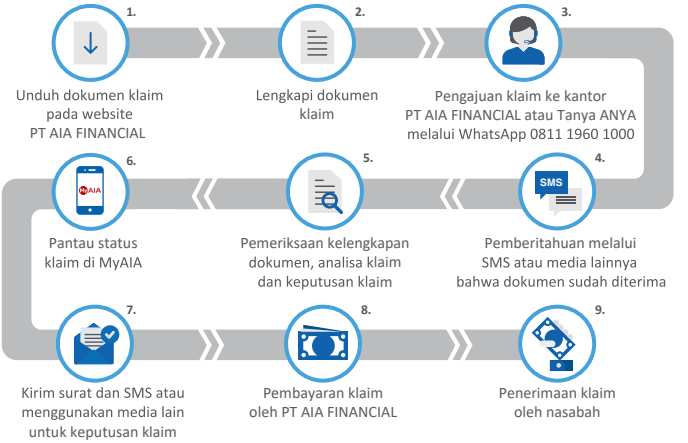 1.
Unduh dokumen klaim
pada website
PT AIA FINANCIAL
2.
Lengkapi dokumen
klaim
3.
Pengajuan klaim ke kantor
PT AIA FINANCIAL atau Tanya ANYA
melalui WhatsApp 0811 1960 1000
4.
SMS
Pemberitahuan melalui
SMS atau media lainnya
bahwa dokumen sudah diterima
5.
Pemeriksaan kelengkapan
dokumen, analisa klaim
dan keputusan klaim
6.
MyAIA
Pantau status
klaim di MyAIA
7.
Kirim surat dan SMS atau
menggunakan media lain
untuk keputusan klaim
8.
Pembayaran klaim
oleh PT AIA FINANCIAL
9.
Penerimaan klaim
oleh nasabah